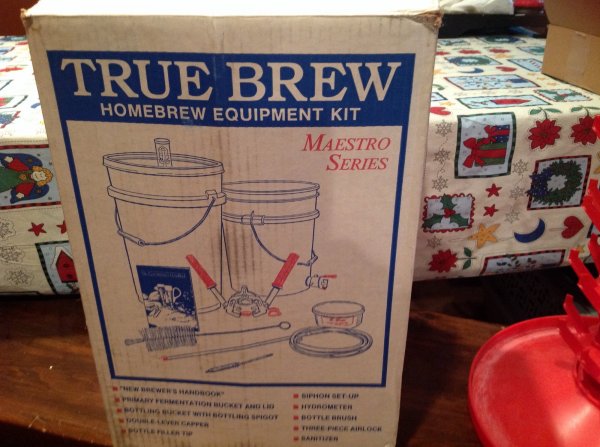 TRUE BREW
HOMEBREW EQUIPMENT KIT
MAESTRO
SERIES
"NEW BREWER'S HANDBOOK"
PRIMARY FERMENTATION BUCKET AND LID
BOTTLING BUCKET WITH BOTTLING SPIGOT
DOUBLE-LEVER CAPPER
BOTTLE FILLER TIP
SIPHON SET-UP
HYDROMETER
BOTTLE BRUSH
THREE-PIECE AIRLOCK
SANITIZER